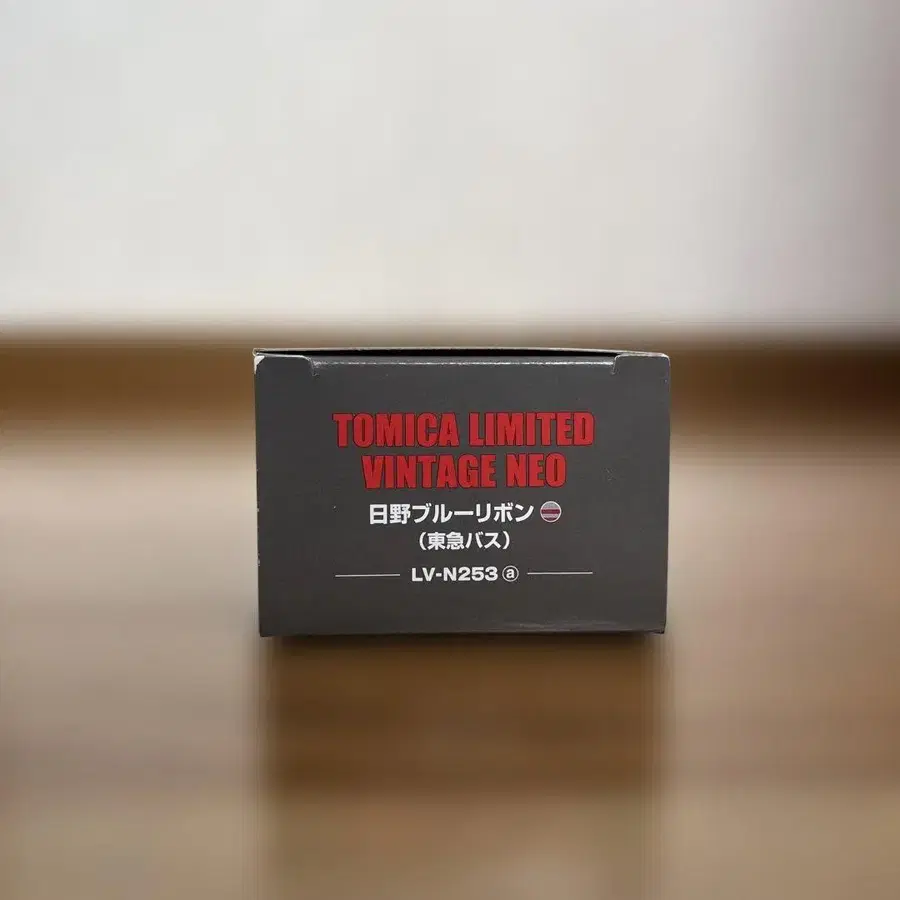 TOMICA LIMITED
VINTAGE NEO
日野ブルーリボン
(東急バス)
LV-N253 ⓐ